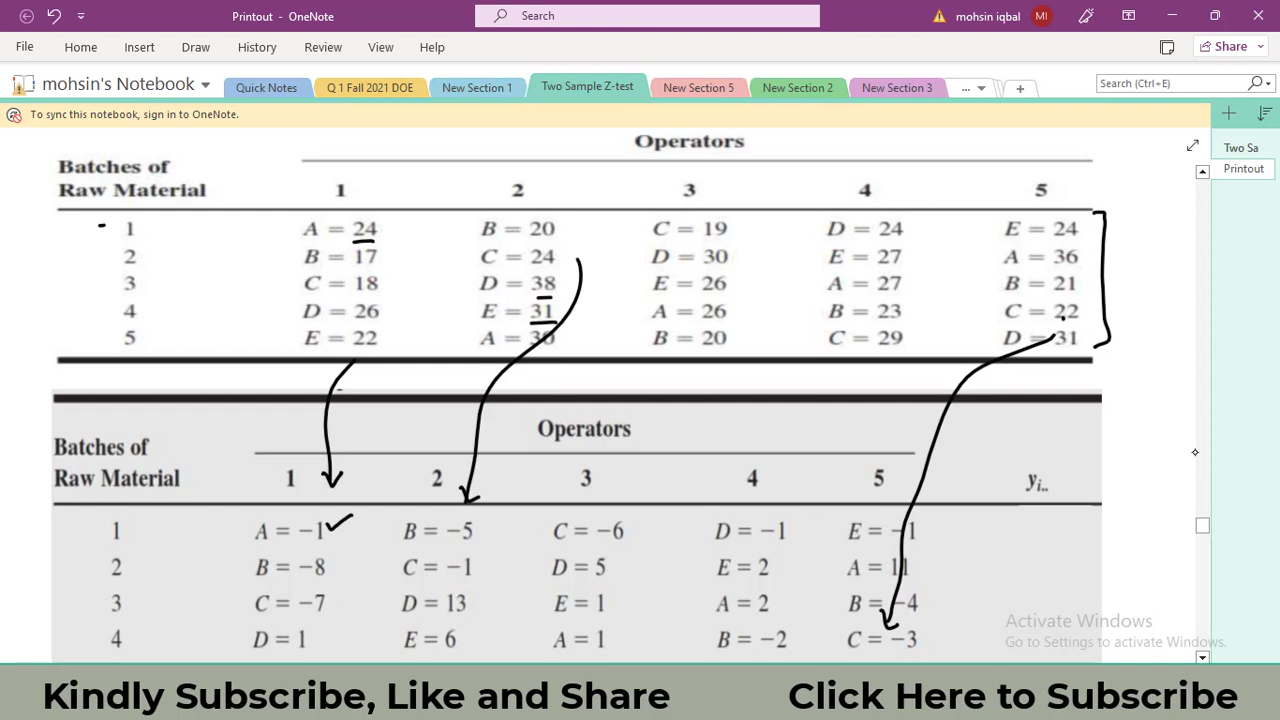 Printout - OneNote
Search
mohsin iqbal
MI
File Home Insert Draw History Review View Help
Share
mohsin's Notebook
Quick Notes
Q 1 Fall 2021 DOE
New Section 1
Two Sample Z-test
New Section 5
New Section 2
New Section 3
...
Search (Ctrl+E)
To sync this notebook, sign in to OneNote.
Two Sa
Printout
Operators
Batches of
Raw Material 1 2 3 4 5
1 A = 24 B = 20 C = 19 D = 24 E = 24
2 B = 17 C = 24 D = 30 E = 27 A = 36
3 C = 18 D = 38 E = 26 A = 27 B = 21
4 D = 26 E = 31 A = 26 B = 23 C = 22
5 E = 22 A = 30 B = 20 C = 29 D = 31
Operators
Batches of
Raw Material 1 2 3 4 5 yi..
1 A = −1 B = −5 C = −6 D = −1 E = −1
2 B = −8 C = −1 D = 5 E = 2 A = 11
3 C = −7 D = 13 E = 1 A = 2 B = −4
4 D = 1 E = 6 A = 1 B = −2 C = −3
Activate Windows
Go to Settings to activate Windows.
Kindly Subscribe, Like and Share
Click Here to Subscribe